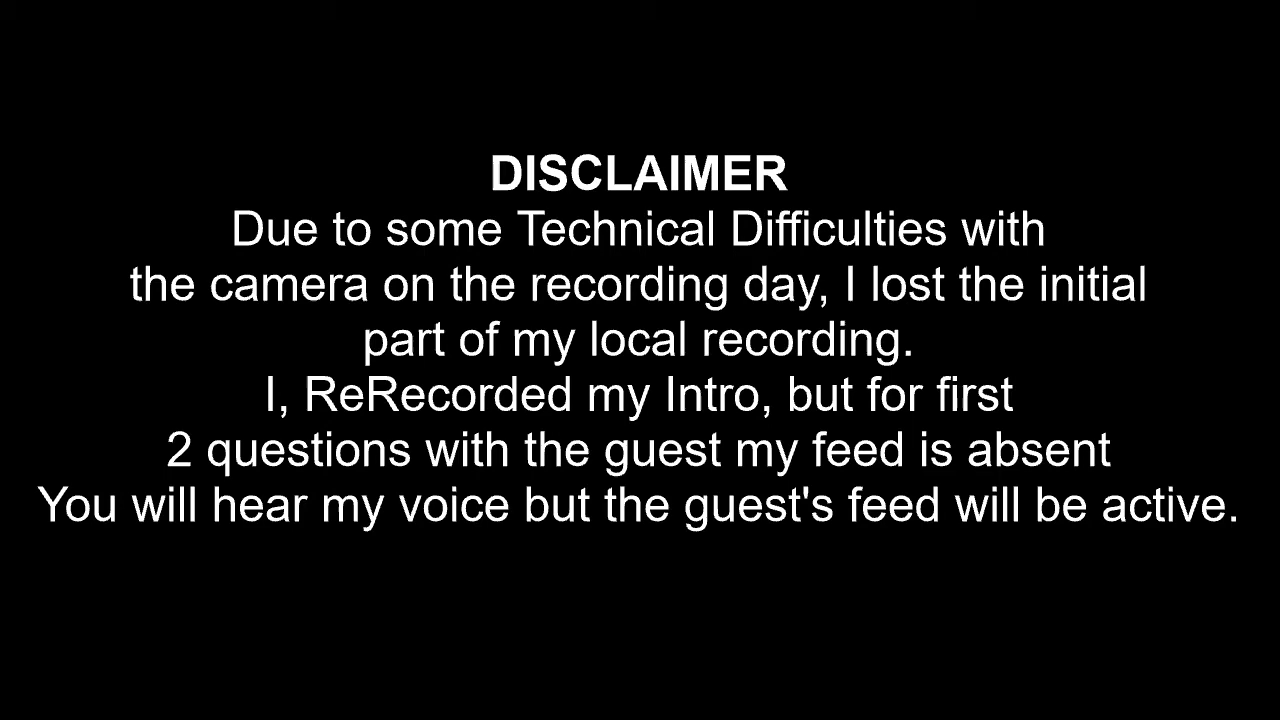 DISCLAIMER
Due to some Technical Difficulties with
the camera on the recording day, I lost the initial
part of my local recording.
I, ReRecorded my Intro, but for first
2 questions with the guest my feed is absent
You will hear my voice but the guest's feed will be active.